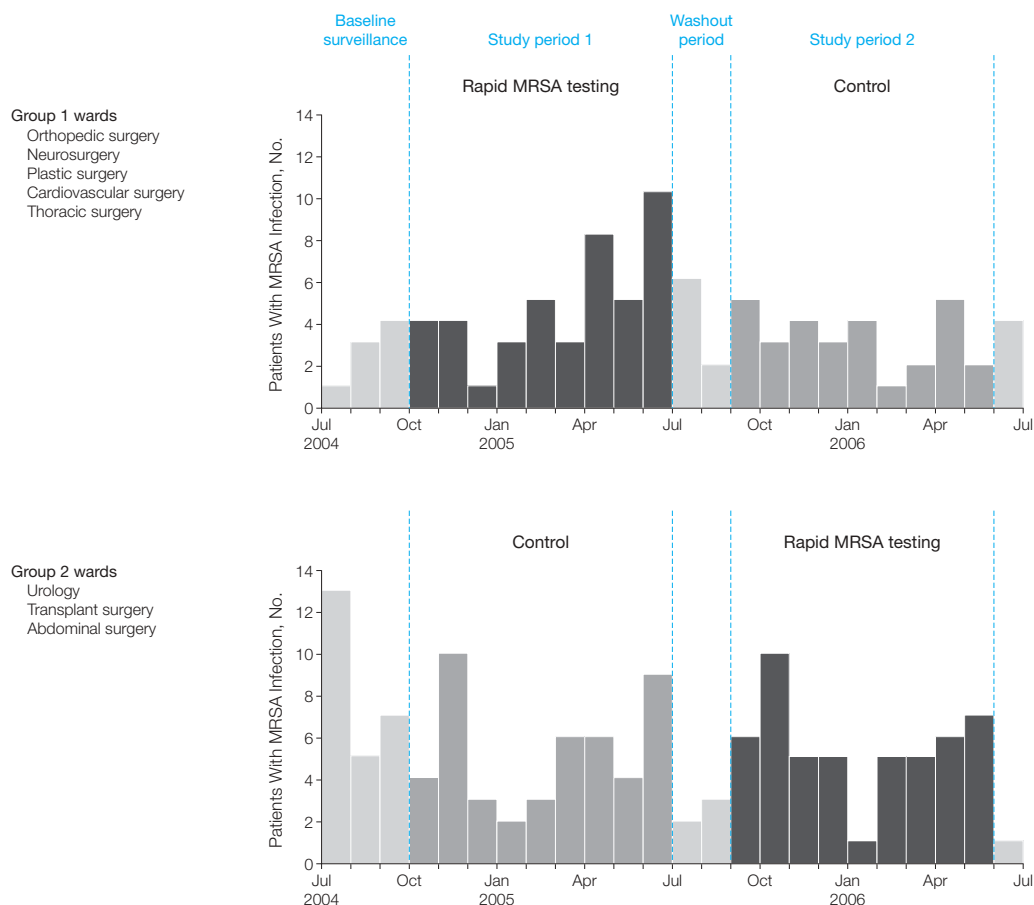 Baseline
surveillance
Study period 1
Washout
period
Study period 2
Rapid MRSA testing
Control
Group 1 wards
Orthopedic surgery
Neurosurgery
Plastic surgery
Cardiovascular surgery
Thoracic surgery
Patients With MRSA Infection, No.
14
12
10
8
6
4
2
0
Jul Oct Jan Apr Jul Oct Jan Apr Jul
2004 2005 2006
Control
Rapid MRSA testing
Group 2 wards
Urology
Transplant surgery
Abdominal surgery
Patients With MRSA Infection, No.
14
12
10
8
6
4
2
0
Jul Oct Jan Apr Jul Oct Jan Apr Jul
2004 2005 2006